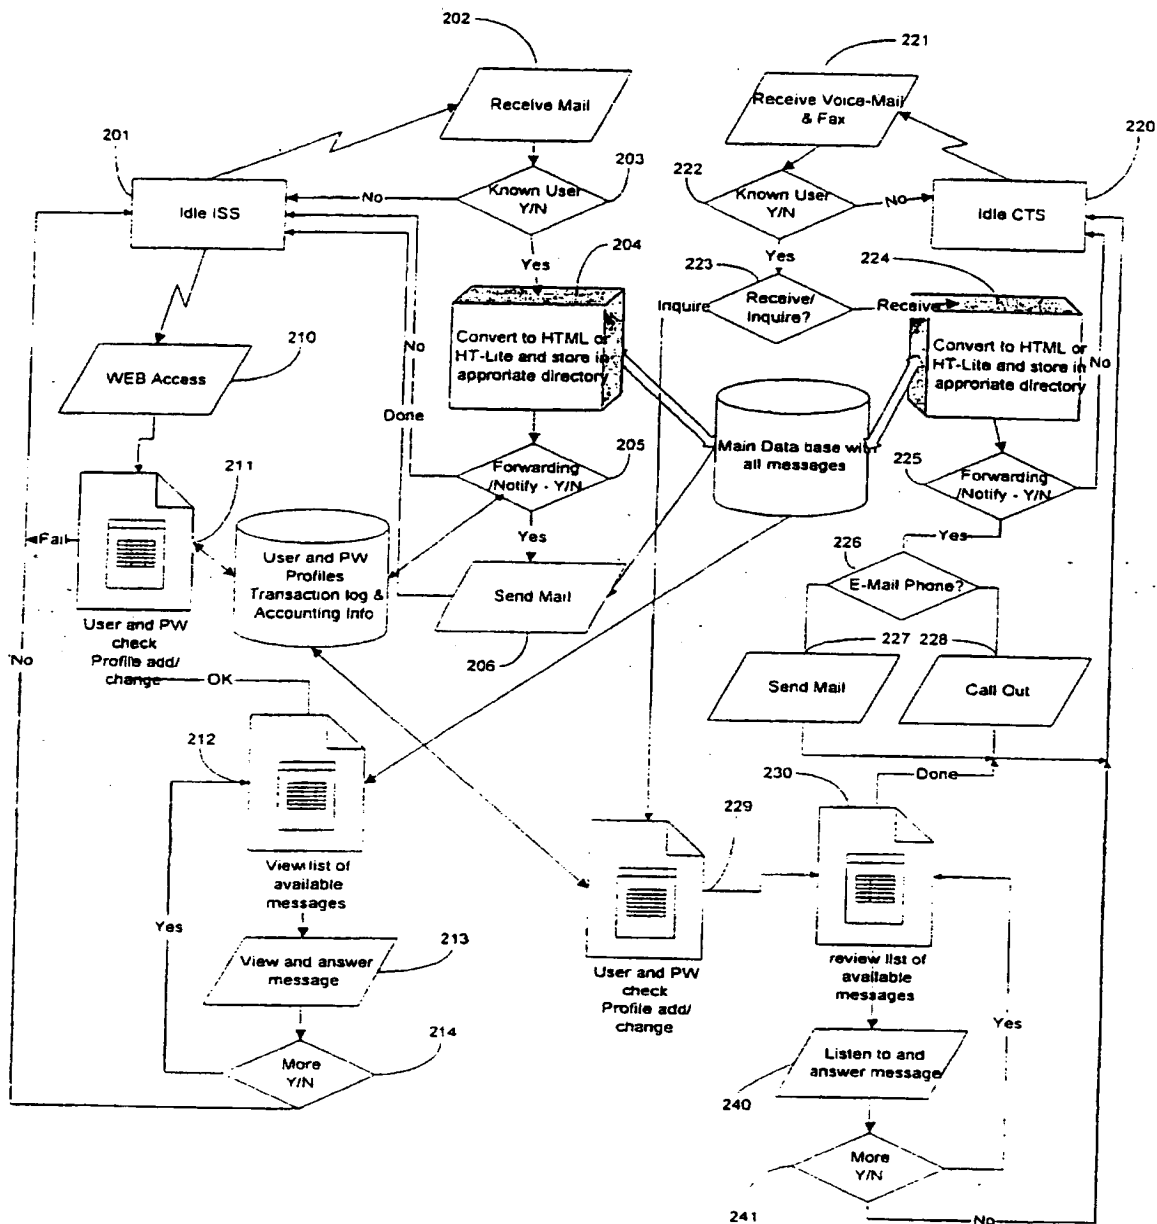 202
Receive Mail
201
Idle ISS
203
Known User
Y/N
No
Yes
204
Convert to HTML or
HT-Lite and store in
approriate directory
210
WEB Access
No
Done
205
Forwarding
/Notify - Y/N
Yes
211
Fail
User and PW
check
Profile add/
change
User and PW
Profiles
Transaction log &
Accounting Info
Send Mail
206
No
OK
212
View list of
available
messages
Yes
213
View and answer
message
214
More
Y/N
221
Receive Voice-Mail
& Fax
220
Idle CTS
222
Known User
Y/N
No
Yes
223
Receive/
Inquire?
Inquire
Receive
224
Convert to HTML or
HT-Lite and store in
approriate directory
No
Main Data base with
all messages
225
Forwarding
/Notify - Y/N
Yes
226
E-Mail Phone?
227
228
Send Mail
Call Out
230
Done
229
User and PW
check
Profile add/
change
review list of
available
messages
Yes
Listen to and
answer message
240
More
Y/N
241
No